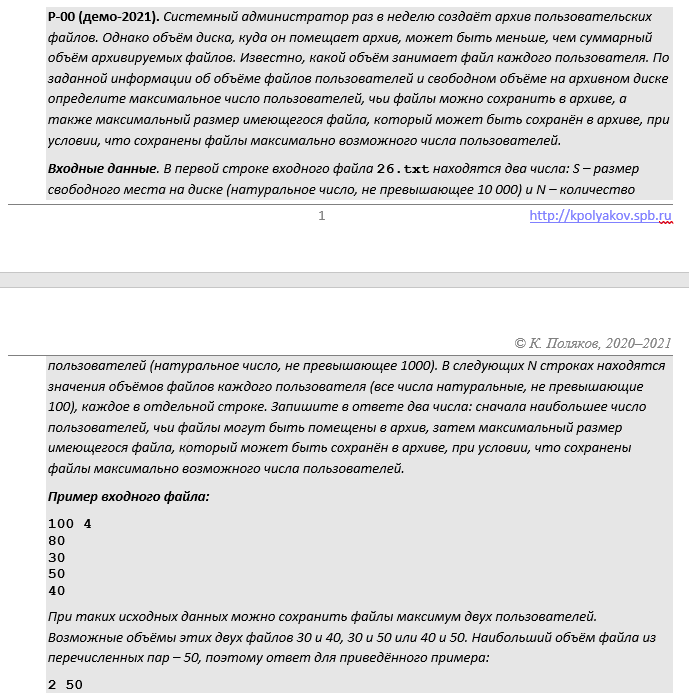 Р-00 (демо-2021). Системный администратор раз в неделю создаёт архив пользовательских
файлов. Однако объём диска, куда он помещает архив, может быть меньше, чем суммарный
объём архивируемых файлов. Известно, какой объём занимает файл каждого пользователя. По
заданной информации об объёме файлов пользователей и свободном объёме на архивном диске
определите максимальное число пользователей, чьи файлы можно сохранить в архиве, а
также максимальный размер имеющегося файла, который может быть сохранён в архиве, при
условии, что сохранены файлы максимально возможного числа пользователей.
Входные данные. В первой строке входного файла 26.txt находятся два числа: S – размер
свободного места на диске (натуральное число, не превышающее 10 000) и N – количество
1 http://kpolyakov.spb.ru
© К. Поляков, 2020–2021
пользователей (натуральное число, не превышающее 1000). В следующих N строках находятся
значения объёмов файлов каждого пользователя (все числа натуральные, не превышающие
100), каждое в отдельной строке. Запишите в ответе два числа: сначала наибольшее число
пользователей, чьи файлы могут быть помещены в архив, затем максимальный размер
имеющегося файла, который может быть сохранён в архиве, при условии, что сохранены
файлы максимально возможного числа пользователей.
Пример входного файла:
100 4
80
30
50
40
При таких исходных данных можно сохранить файлы максимум двух пользователей.
Возможные объёмы этих двух файлов 30 и 40, 30 и 50 или 40 и 50. Наибольший объём файла из
перечисленных пар – 50, поэтому ответ для приведённого примера:
2 50